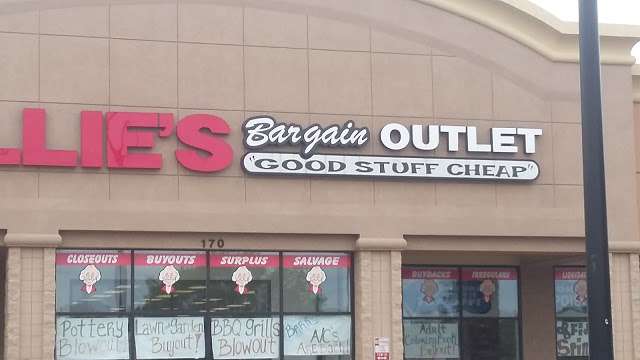 LLIE'S Bargain OUTLET
"GOOD STUFF CHEAP"
170
CLOSEOUTS BUYOUTS SURPLUS SALVAGE BUYBACKS IRREGULARS
Pottery Lawn-Garden BBQ Grills
Blowout Buyout! Blowout
A/C's
Adult
Coloring